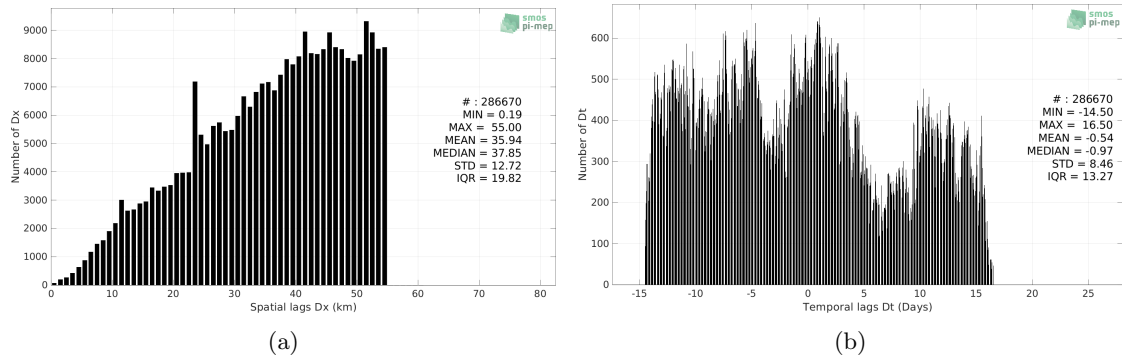 smos
pi-mep
9000
8000
7000
6000
5000
4000
3000
2000
1000
0
Number of Dx
# : 286670
MIN = 0.19
MAX = 55.00
MEAN = 35.94
MEDIAN = 37.85
STD = 12.72
IQR = 19.82
0 10 20 30 40 50 60 70 80
Spatial lags Dx (km)
(a)
smos
pi-mep
600
500
400
300
200
100
0
Number of Dt
# : 286670
MIN = -14.50
MAX = 16.50
MEAN = -0.54
MEDIAN = -0.97
STD = 8.46
IQR = 13.27
-15 -10 -5 0 5 10 15 20 25
Temporal lags Dt (Days)
(b)